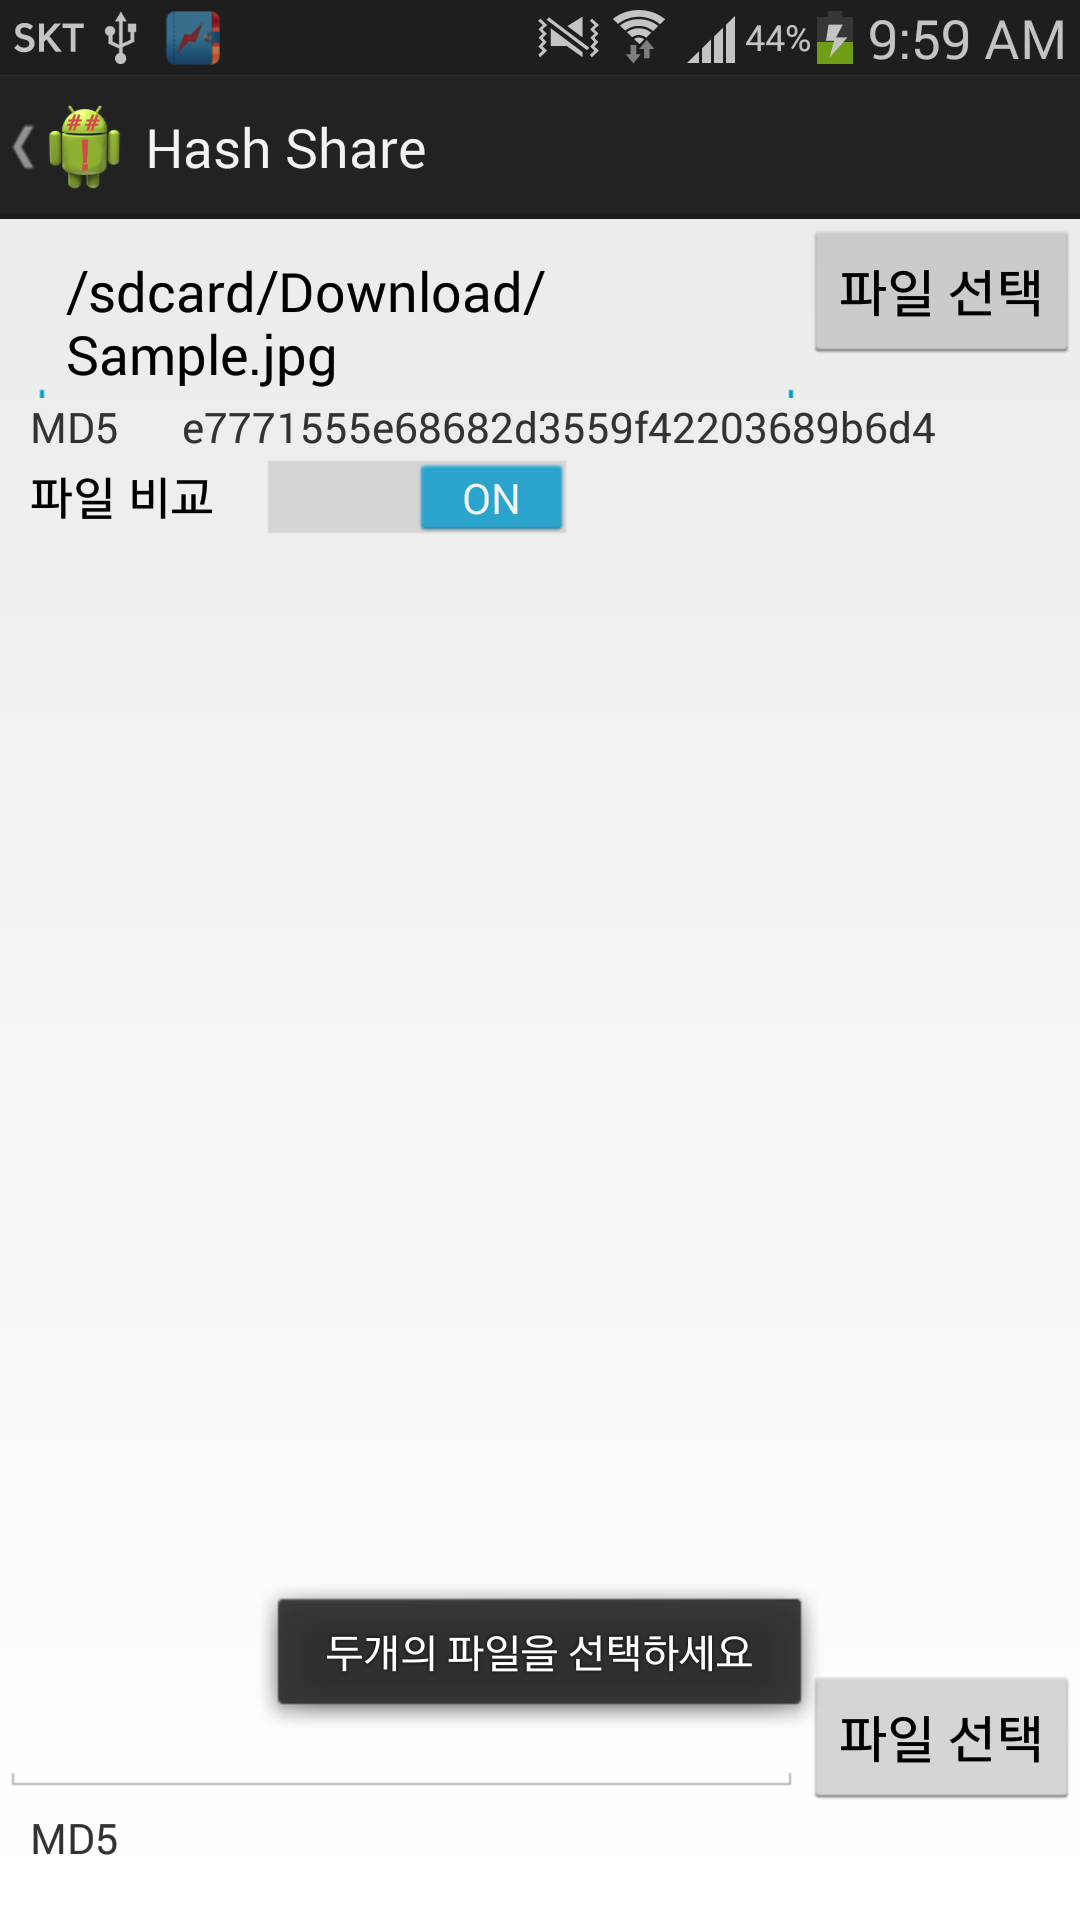 SKT 44% 9:59 AM
Hash Share
/sdcard/Download/
Sample.jpg
파일 선택
MD5 e7771555e68682d3559f42203689b6d4
파일 비교 ON
두개의 파일을 선택하세요
파일 선택
MD5